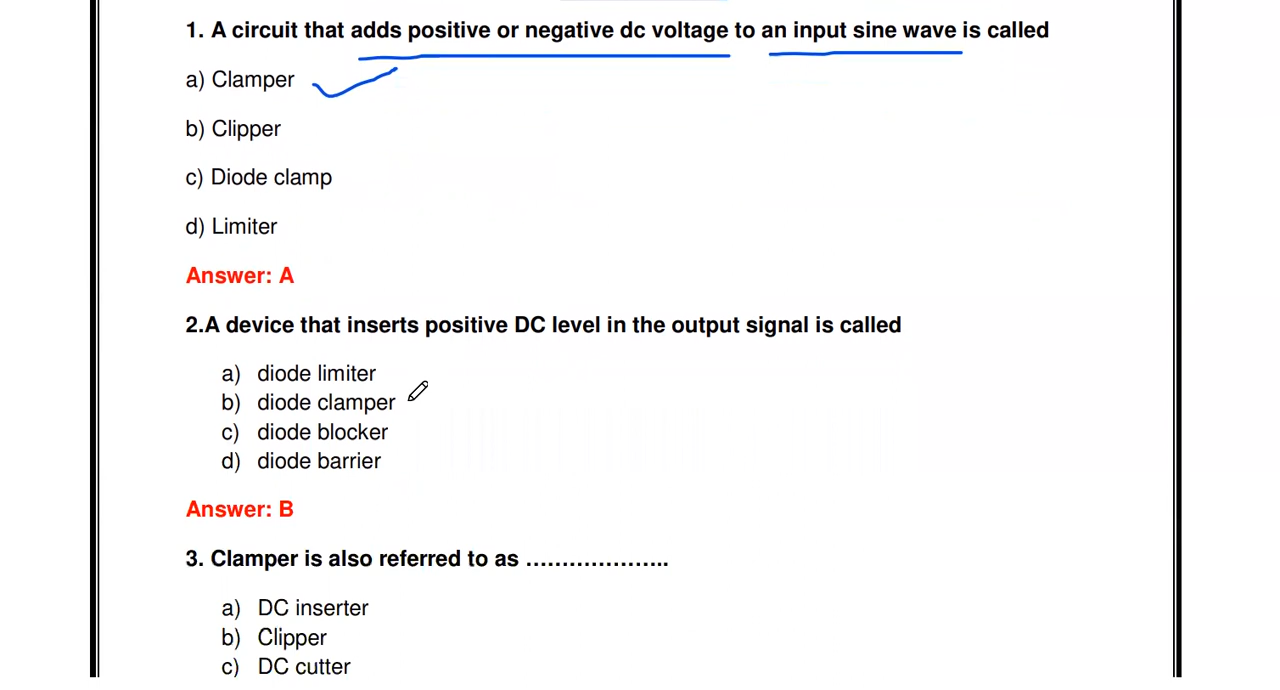 1. A circuit that adds positive or negative dc voltage to an input sine wave is called
a) Clamper
b) Clipper
c) Diode clamp
d) Limiter
Answer: A
2.A device that inserts positive DC level in the output signal is called
a) diode limiter
b) diode clamper
c) diode blocker
d) diode barrier
Answer: B
3. Clamper is also referred to as ………………..
a) DC inserter
b) Clipper
c) DC cutter